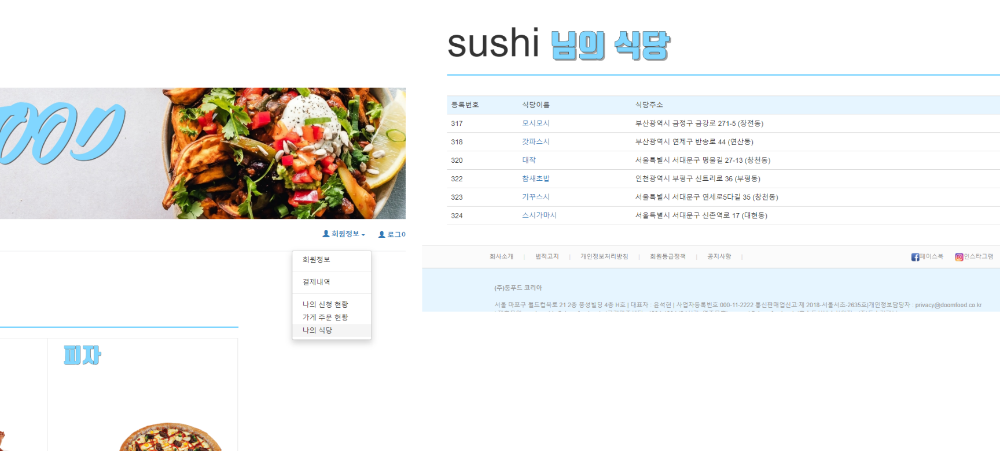 OOD
회원정보
로그아
회원정보
결제내역
나의 신청 현황
가게 주문 현황
나의 식당
피자
sushi 님의 식당
등록번호 식당이름 식당주소
317 모시모시 부산광역시 금정구 금강로 271-5 (장전동)
318 갓파스시 부산광역시 연제구 반송로 44 (연산동)
320 대작 서울특별시 서대문구 명물길 27-13 (창천동)
322 참새초밥 인천광역시 부평구 신트리로 36 (부평동)
323 기꾸스시 서울특별시 서대문구 연세로5다길 35 (창천동)
324 스시가마시 서울특별시 서대문구 신촌역로 17 (대현동)
회사소개 | 법적고지 | 개인정보처리방침 | 회원등급정책 | 공지사항 | 페이스북 인스타그램
(주)둠푸드 코리아
서울 마포구 월드컵북로 21 2층 풍성빌딩 4층 H호 | 대표자 : 윤석현 | 사업자등록번호:000-11-2222 통신판매업신고:제 2018-서울서초-2635호|개인정보담당자 : privacy@doomfood.co.kr